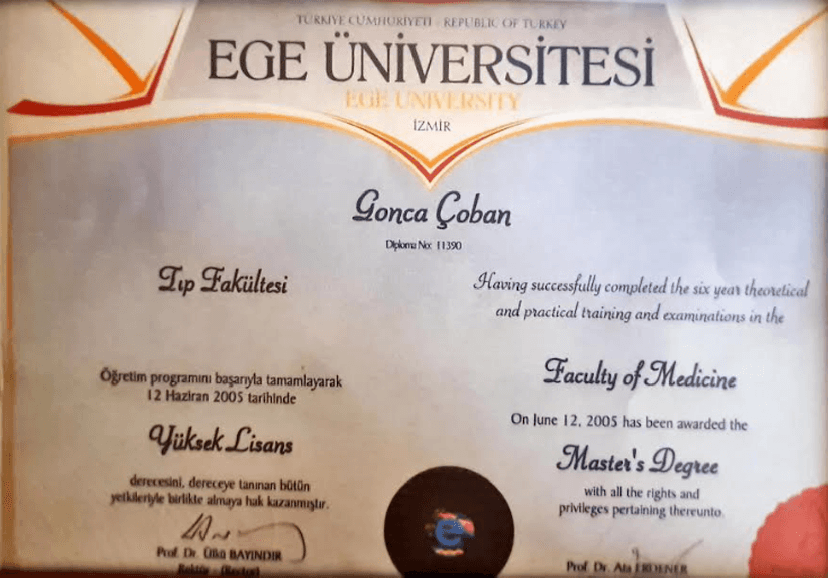 TÜRKİYE CUMHURİYETİ - REPUBLIC OF TURKEY
EGE ÜNİVERSİTESİ
EGE UNIVERSITY
İZMİR
Gonca Çoban
Diploma No: 11390
Tıp Fakültesi
Öğretim programını başarıyla tamamlayarak
12 Haziran 2005 tarihinde
Yüksek Lisans
derecesini, dereceye tanınan bütün
yetkileriyle birlikte almaya hak kazanmıştır.
Prof. Dr. Ülkü BAYINDIR
Rektör - (Rector)
Having successfully completed the six year theoretical
and practical training and examinations in the
Faculty of Medicine
On June 12, 2005 has been awarded the
Master's Degree
with all the rights and
privileges pertaining thereunto.
Prof. Dr. Ata ERDENER
e